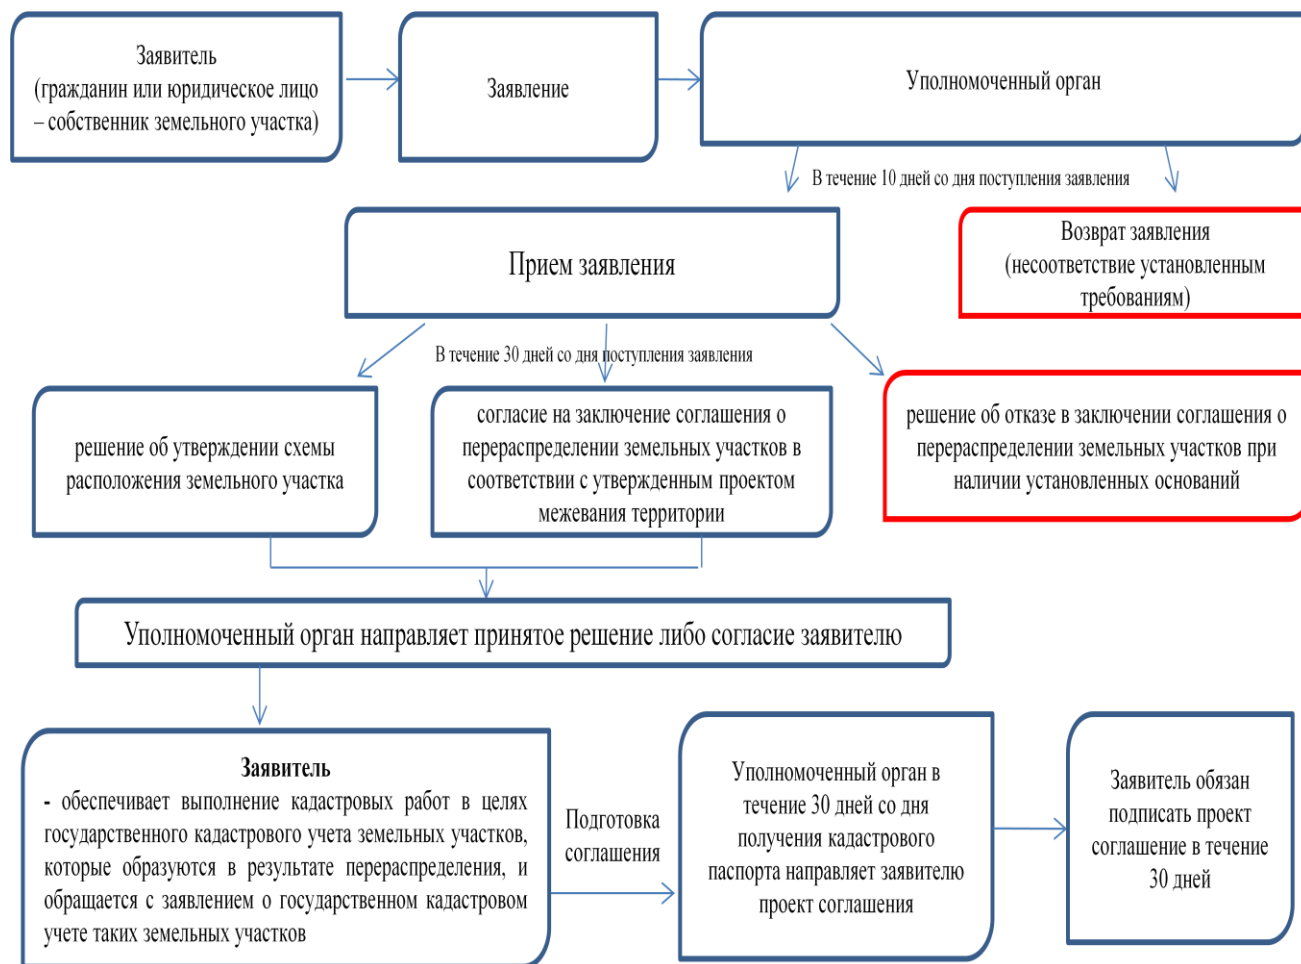 Заявитель
(гражданин или юридическое лицо
– собственник земельного участка)
Заявление
Уполномоченный орган
В течение 10 дней со дня поступления заявления
Прием заявления
Возврат заявления
(несоответствие установленным
требованиям)
В течение 30 дней со дня поступления заявления
решение об утверждении схемы
расположения земельного участка
согласие на заключение соглашения о
перераспределении земельных участков в
соответствии с утвержденным проектом
межевания территории
решение об отказе в заключении соглашения о
перераспределении земельных участков при
наличии установленных оснований
Уполномоченный орган направляет принятое решение либо согласие заявителю
Заявитель
- обеспечивает выполнение кадастровых работ в целях
государственного кадастрового учета земельных участков,
которые образуются в результате перераспределения, и
обращается с заявлением о государственном кадастровом
учете таких земельных участков
Подготовка
соглашения
Уполномоченный орган в
течение 30 дней со дня
получения кадастрового
паспорта направляет заявителю
проект соглашения
Заявитель обязан
подписать проект
соглашение в течение
30 дней